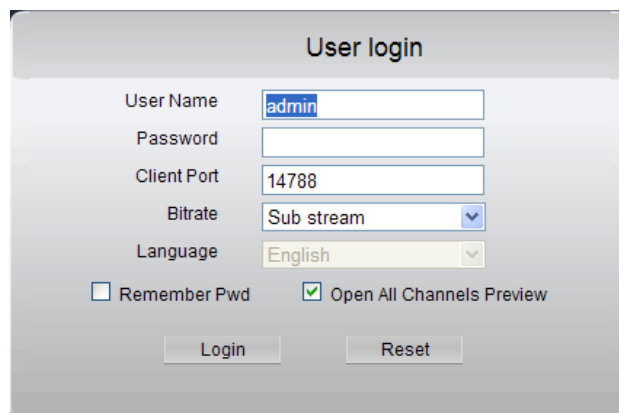 User login
User Name admin
Password
Client Port 14788
Bitrate Sub stream
Language English
Remember Pwd Open All Channels Preview
Login Reset